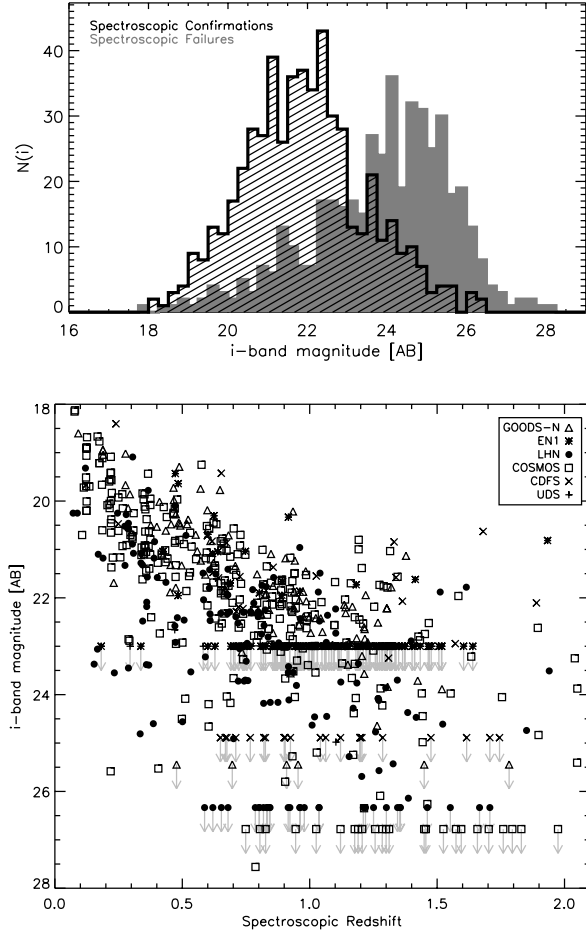 Spectroscopic Confirmations
Spectroscopic Failures
40
30
20
10
0
N(i)
16 18 20 22 24 26 28
i-band magnitude [AB]
18
20
22
24
26
28
i-band magnitude [AB]
GOODS-N
EN1
LHN
COSMOS
CDFS
UDS
0.0 0.5 1.0 1.5 2.0
Spectroscopic Redshift